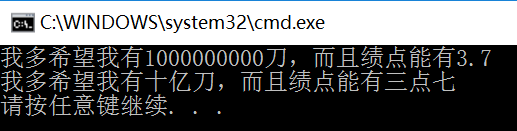 C:\WINDOWS\system32\cmd.exe
我多希望我有1000000000刀，而且绩点能有3.7
我多希望我有十亿刀，而且绩点能有三点七
请按任意键继续. . .